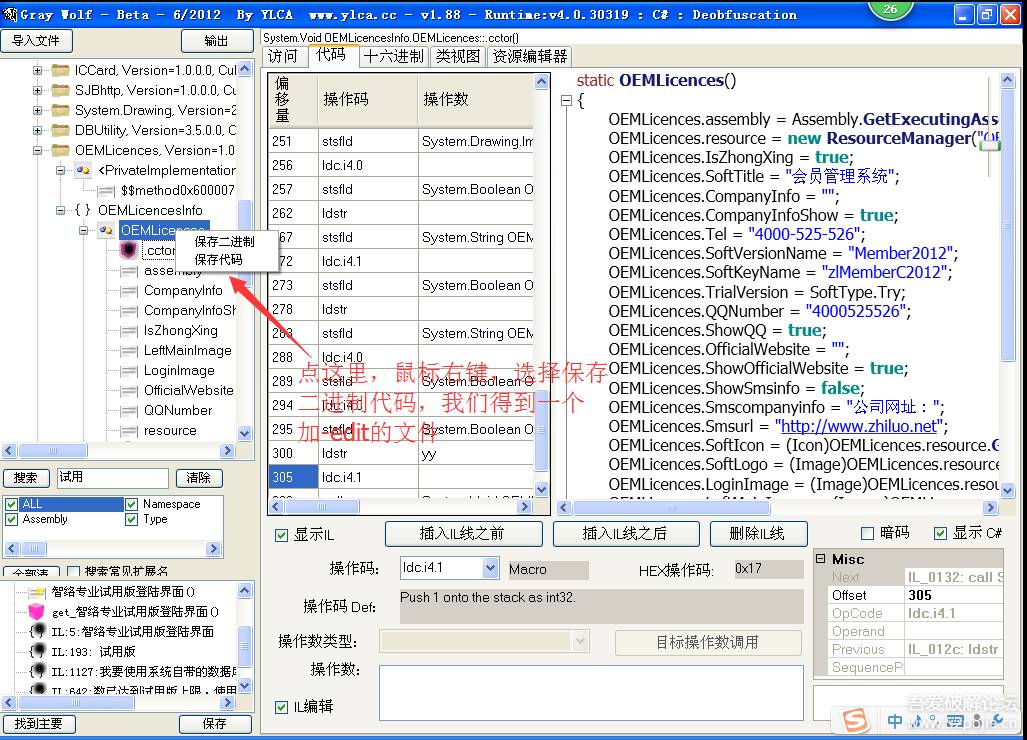 Gray Wolf - Beta - 6/2012 By YLCA www.ylca.cc - v1.88 - Runtime:v4.0.30319 : C# : Deobfuscation
26
导入文件
输出
ICCard, Version=1.0.0.0, Cul
SJBhttp, Version=1.0.0.0, Cu
System.Drawing, Version=2
DBUtility, Version=3.5.0.0, C
OEMLicences, Version=1.0
<PrivateImplementation
$$method0x600007
{ } OEMLicencesInfo
OEMLicences
.cctor
assembly
CompanyInfo
CompanyInfoSh
IsZhongXing
LeftMainImage
LoginImage
OfficialWebsite
QQNumber
resource
保存二进制
保存代码
搜索
试用
清除
ALL
Namespace
Assembly
Type
全部清
搜索常见扩展名
智络专业试用版登陆界面()
get_智络专业试用版登陆界面()
IL:5:智络专业试用版登陆界面
IL:193: 试用版
IL:1127:我要使用系统自带的数据库
IL:642:数已达到试用版上限，使用
找到主要
保存
System.Void OEMLicencesInfo.OEMLicences::.cctor()
访问
代码
十六进制
类视图
资源编辑器
偏移量 操作码 操作数
251 stsfld System.Drawing.Im
256 ldc.i4.0
257 stsfld System.Boolean O
262 ldstr
267 stsfld System.String OEM
272 ldc.i4.1
273 stsfld System.Boolean O
278 ldstr
283 stsfld System.String OEM
288 ldc.i4.0
289 stsfld System.Boolean O
294 ldc.i4.0
295 stsfld System.Boolean O
300 ldstr yy
305 ldc.i4.1
点这里，鼠标右键，选择保存
二进制代码，我们得到一个
加-edit的文件
static OEMLicences()
{
OEMLicences.assembly = Assembly.GetExecutingAss
OEMLicences.resource = new ResourceManager("OE
OEMLicences.IsZhongXing = true;
OEMLicences.SoftTitle = "会员管理系统";
OEMLicences.CompanyInfo = "";
OEMLicences.CompanyInfoShow = true;
OEMLicences.Tel = "4000-525-526";
OEMLicences.SoftVersionName = "Member2012";
OEMLicences.SoftKeyName = "zlMemberC2012";
OEMLicences.TrialVersion = SoftType.Try;
OEMLicences.QQNumber = "4000525526";
OEMLicences.ShowQQ = true;
OEMLicences.OfficialWebsite = "";
OEMLicences.ShowOfficialWebsite = true;
OEMLicences.ShowSmsinfo = false;
OEMLicences.Smscompanyinfo = "公司网址：";
OEMLicences.Smsurl = "http://www.zhiluo.net";
OEMLicences.SoftIcon = (Icon)OEMLicences.resource.G
OEMLicences.SoftLogo = (Image)OEMLicences.resource
OEMLicences.LoginImage = (Image)OEMLicences.resou
显示IL
插入IL线之前
插入IL线之后
删除IL线
暗码
显示 C#
操作码:
ldc.i4.1
Macro
HEX操作码:
0x17
操作码 Def:
Push 1 onto the stack as int32.
操作数类型:
目标操作数调用
操作数:
IL编辑
Misc
Next IL_0132: call S
Offset 305
OpCode ldc.i4.1
Operand
Previous IL_012c: ldstr
SequenceP
吾爱破解论坛
中